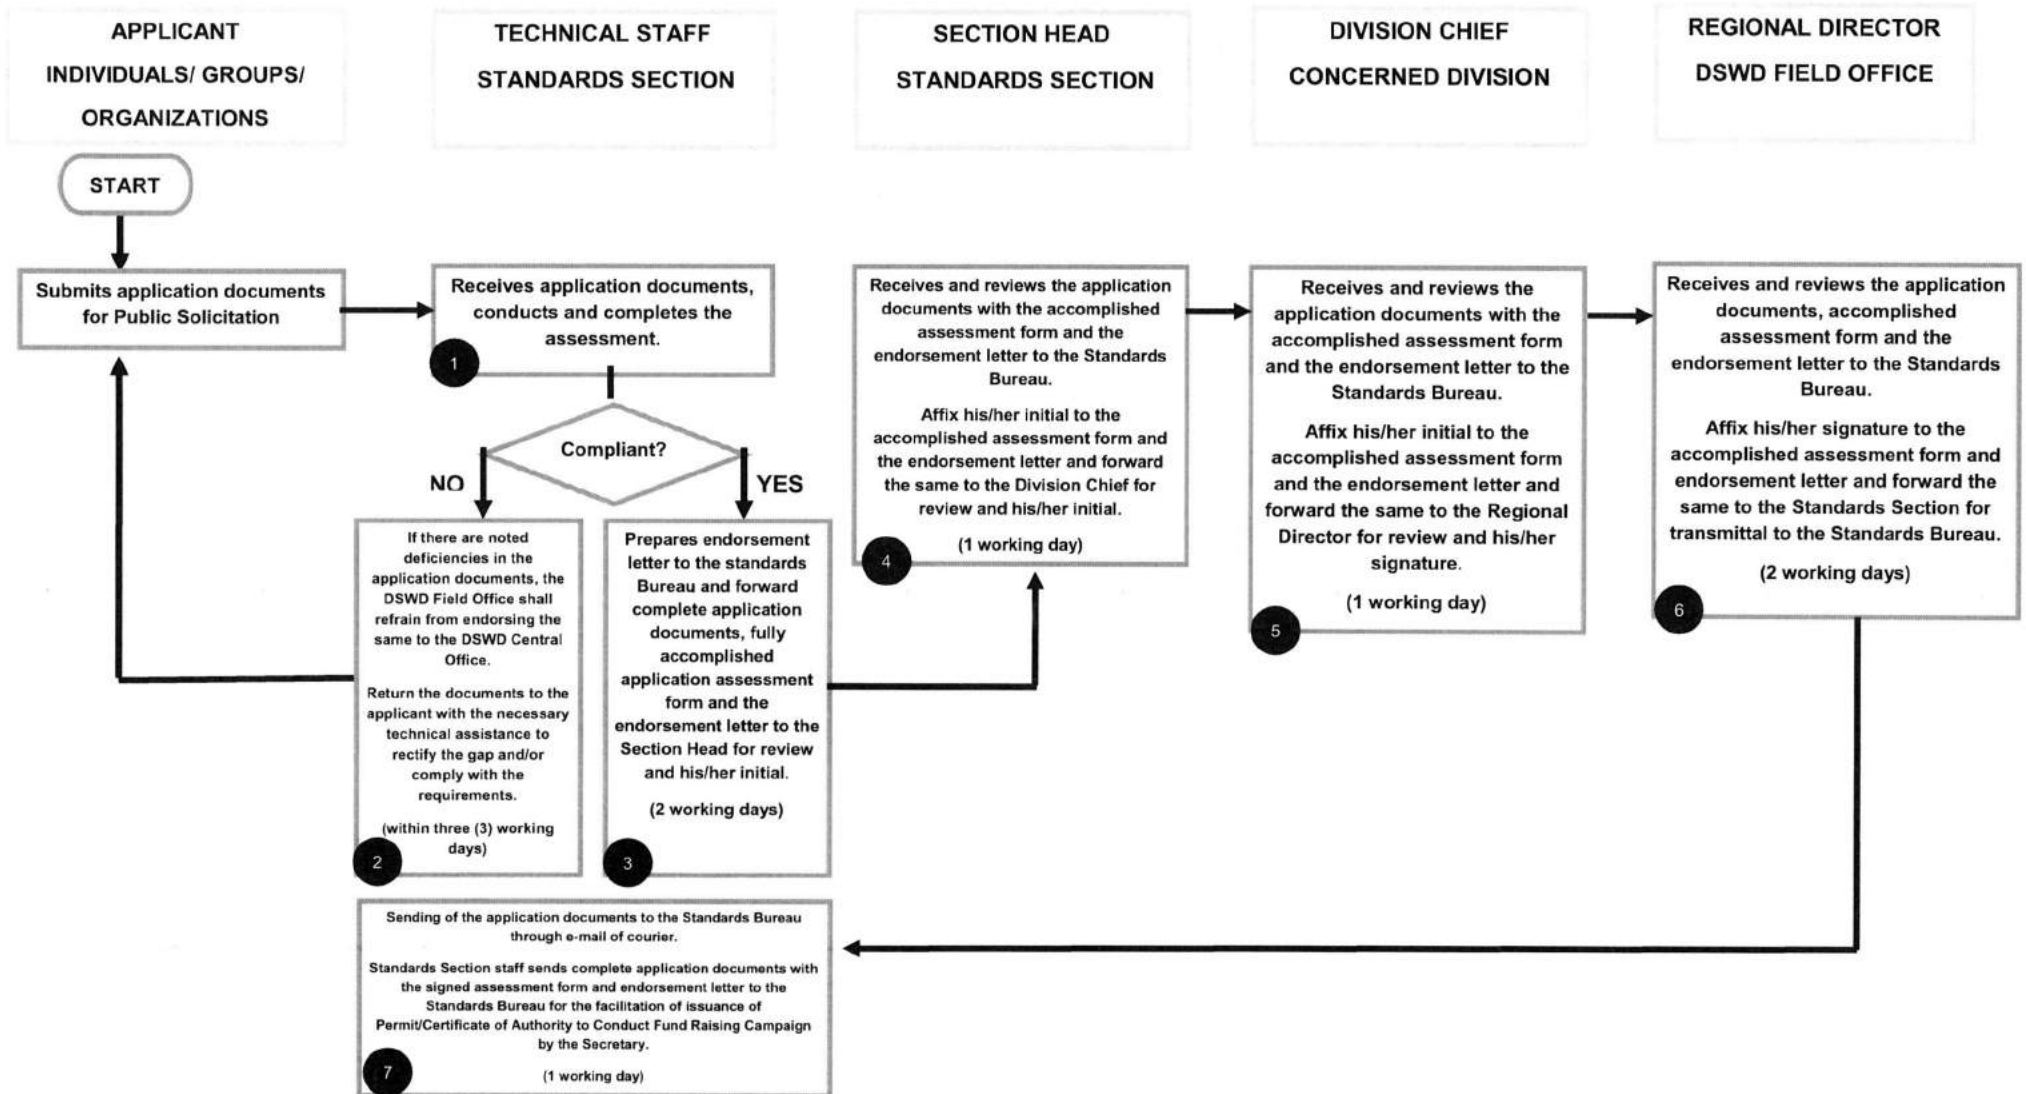 APPLICANT
INDIVIDUALS/ GROUPS/
ORGANIZATIONS
TECHNICAL STAFF
STANDARDS SECTION
SECTION HEAD
STANDARDS SECTION
DIVISION CHIEF
CONCERNED DIVISION
REGIONAL DIRECTOR
DSWD FIELD OFFICE
START
Submits application documents
for Public Solicitation
Receives application documents,
conducts and completes the
assessment.
1
Compliant?
NO
YES
If there are noted
deficiencies in the
application documents, the
DSWD Field Office shall
refrain from endorsing the
same to the DSWD Central
Office.
Return the documents to the
applicant with the necessary
technical assistance to
rectify the gap and/or
comply with the
requirements.
(within three (3) working
days)
2
Prepares endorsement
letter to the standards
Bureau and forward
complete application
documents, fully
accomplished
application assessment
form and the
endorsement letter to the
Section Head for review
and his/her initial.
(2 working days)
3
Receives and reviews the application
documents with the accomplished
assessment form and the
endorsement letter to the Standards
Bureau.
Affix his/her initial to the
accomplished assessment form and
the endorsement letter and forward
the same to the Division Chief for
review and his/her initial.
(1 working day)
4
Receives and reviews the
application documents with the
accomplished assessment form
and the endorsement letter to the
Standards Bureau.
Affix his/her initial to the
accomplished assessment form
and the endorsement letter and
forward the same to the Regional
Director for review and his/her
signature.
(1 working day)
5
Receives and reviews the application
documents, accomplished
assessment form and the
endorsement letter to the Standards
Bureau.
Affix his/her signature to the
accomplished assessment form and
endorsement letter and forward the
same to the Standards Section for
transmittal to the Standards Bureau.
(2 working days)
6
Sending of the application documents to the Standards Bureau
through e-mail of courier.
Standards Section staff sends complete application documents with
the signed assessment form and endorsement letter to the
Standards Bureau for the facilitation of issuance of
Permit/Certificate of Authority to Conduct Fund Raising Campaign
by the Secretary.
(1 working day)
7